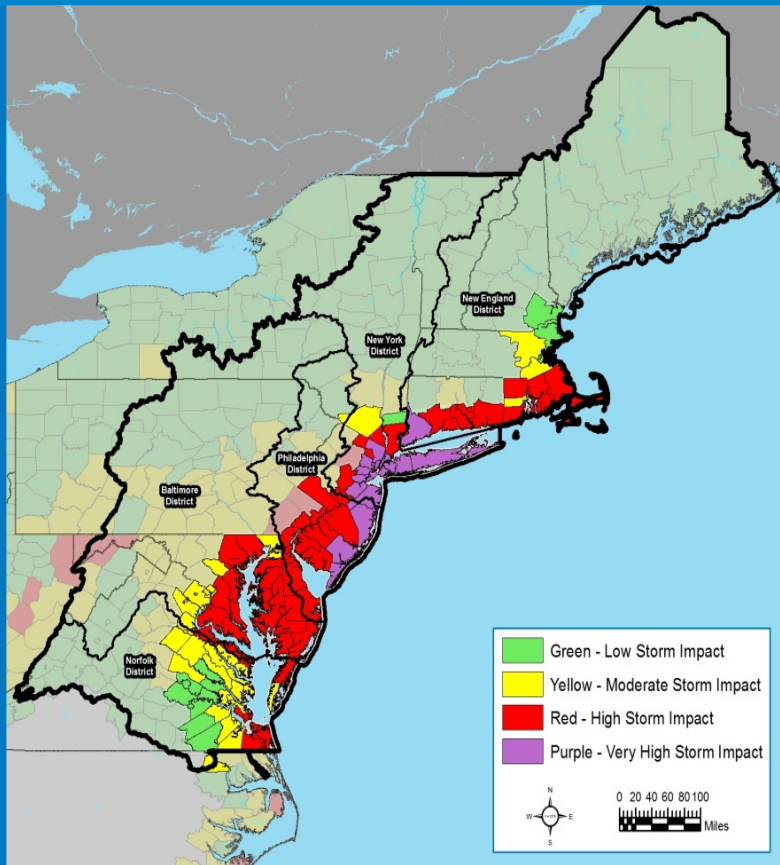 New England
District
New York
District
Philadelphia
District
Baltimore
District
Norfolk
District
Green - Low Storm Impact
Yellow - Moderate Storm Impact
Red - High Storm Impact
Purple - Very High Storm Impact
N
W
E
S
0 20 40 60 80 100
Miles